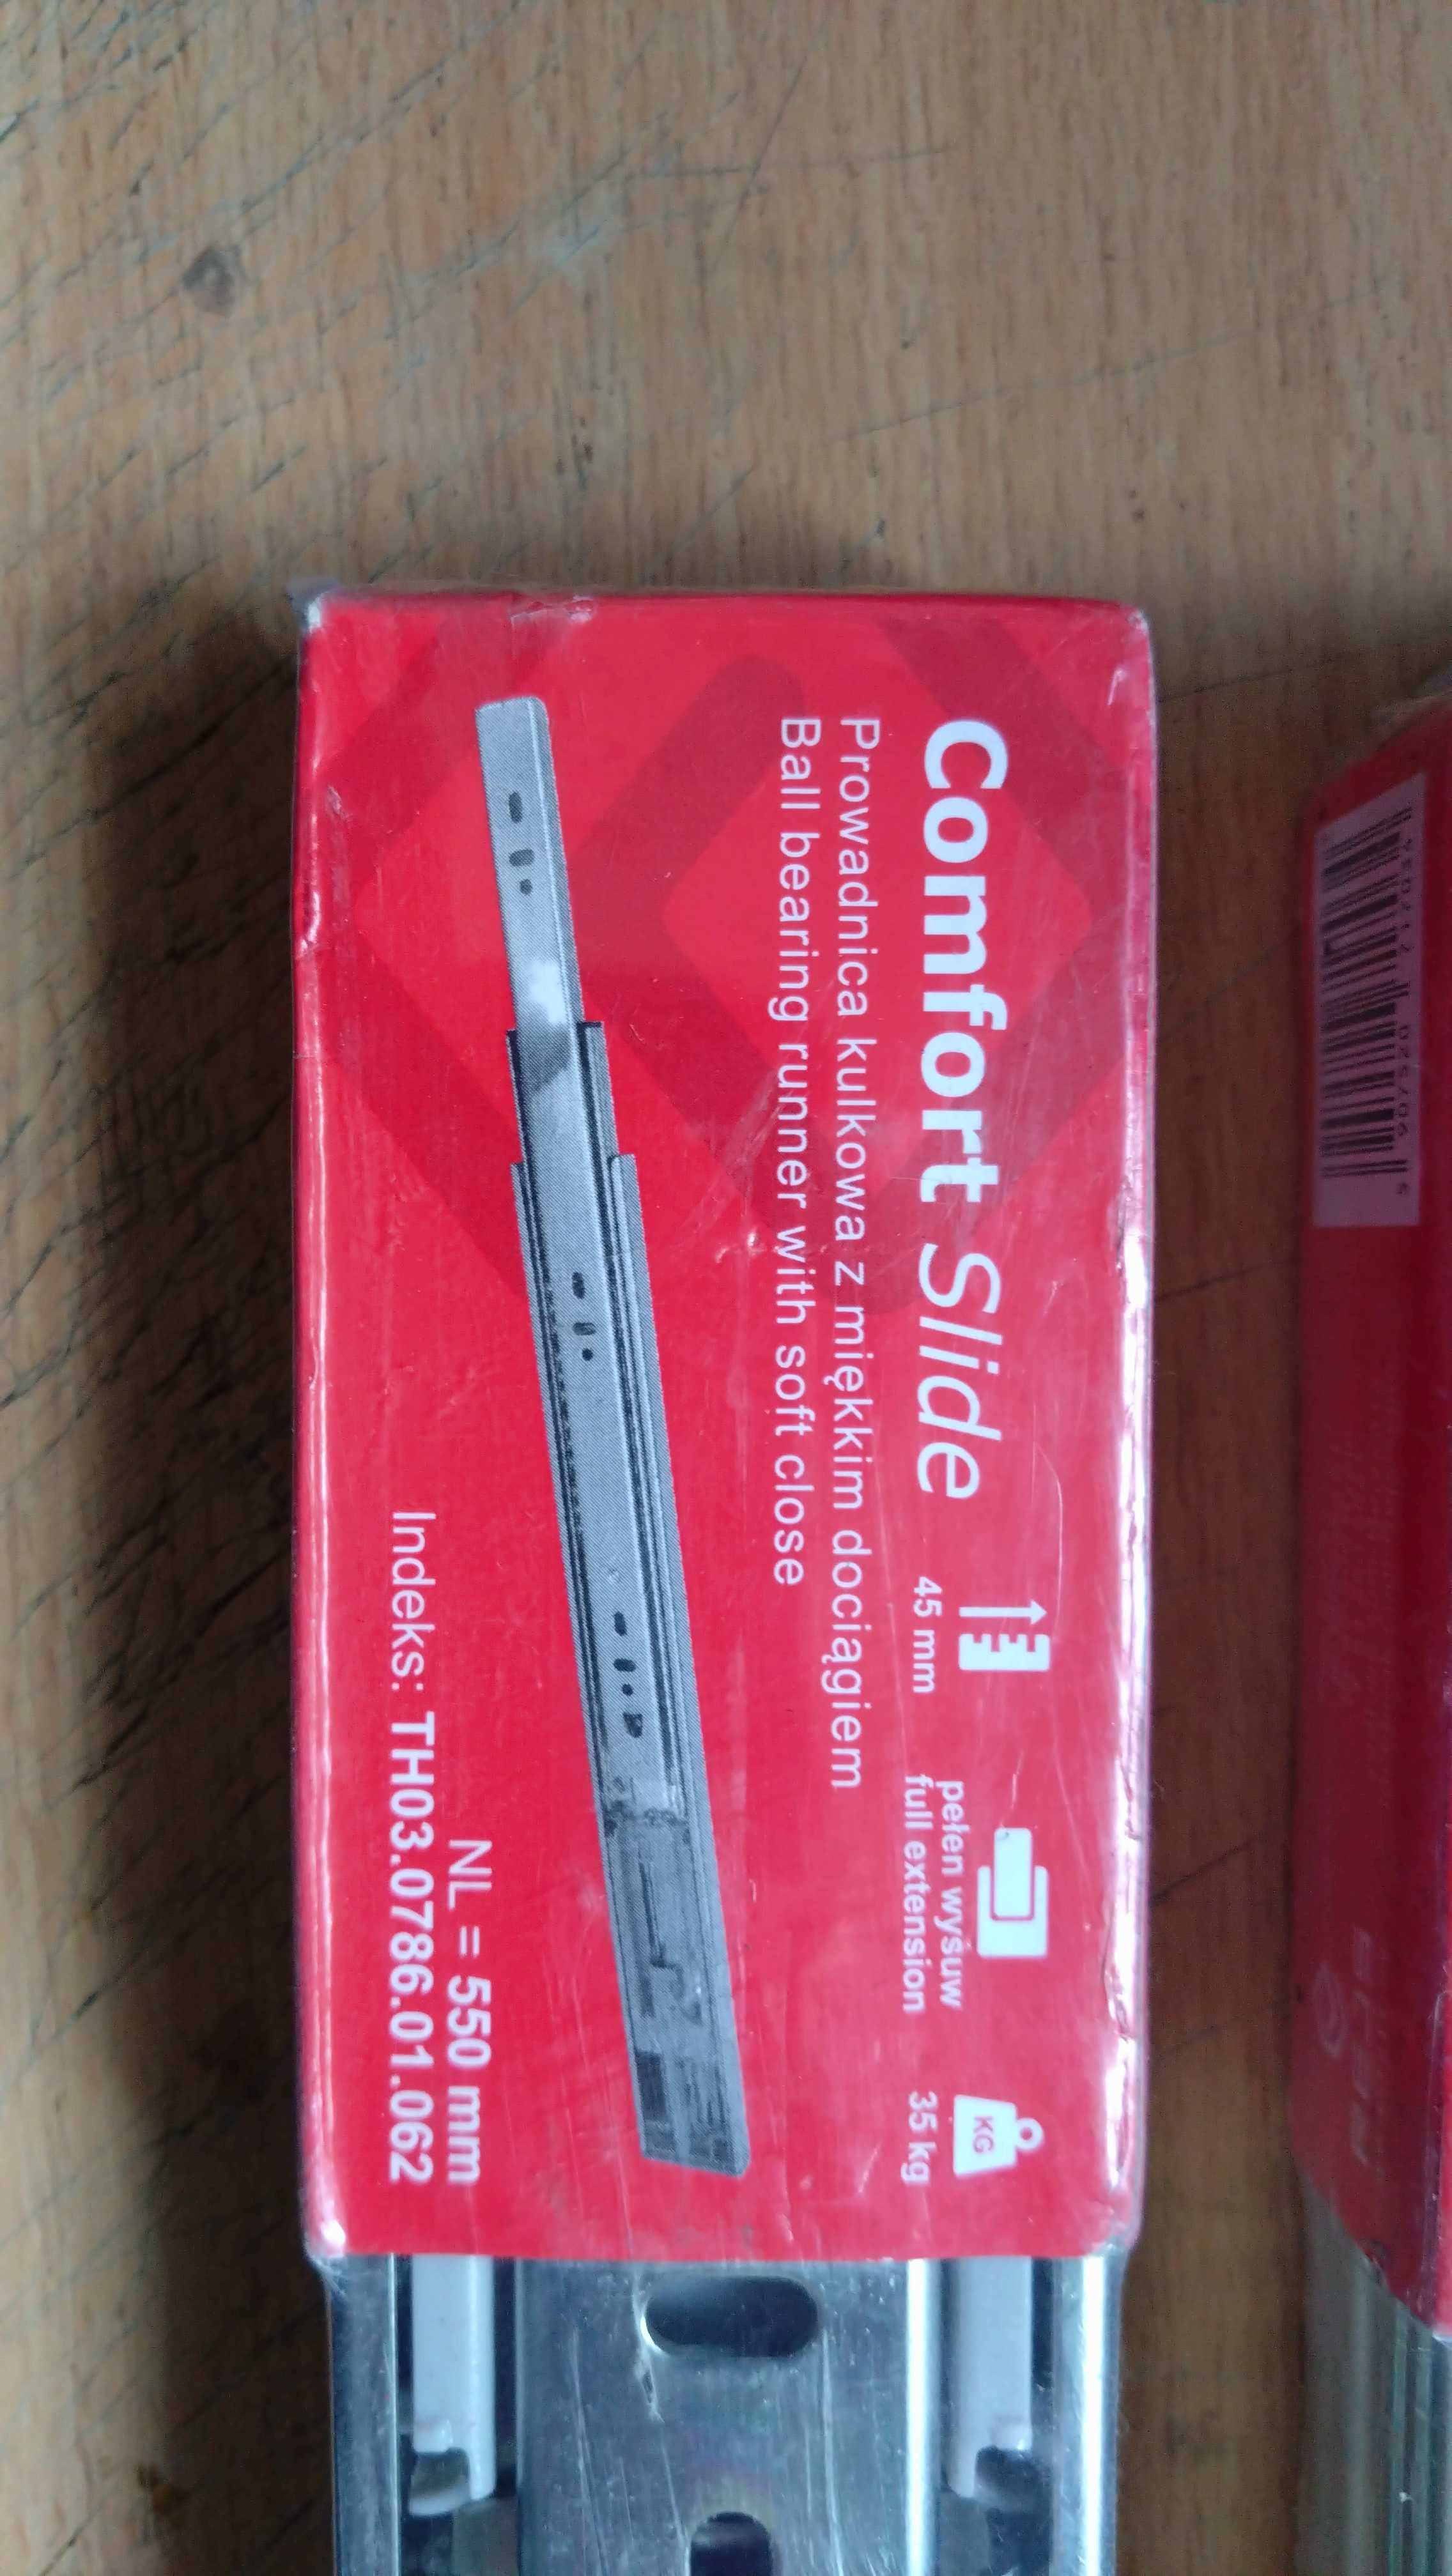 Comfort Slide
Prowadnica kulkowa z miękkim dociągiem
Ball bearing runner with soft close
45 mm
pełen wysuw
full extension
KG
35 kg
NL = 550 mm
Indeks: TH03.0786.01.062